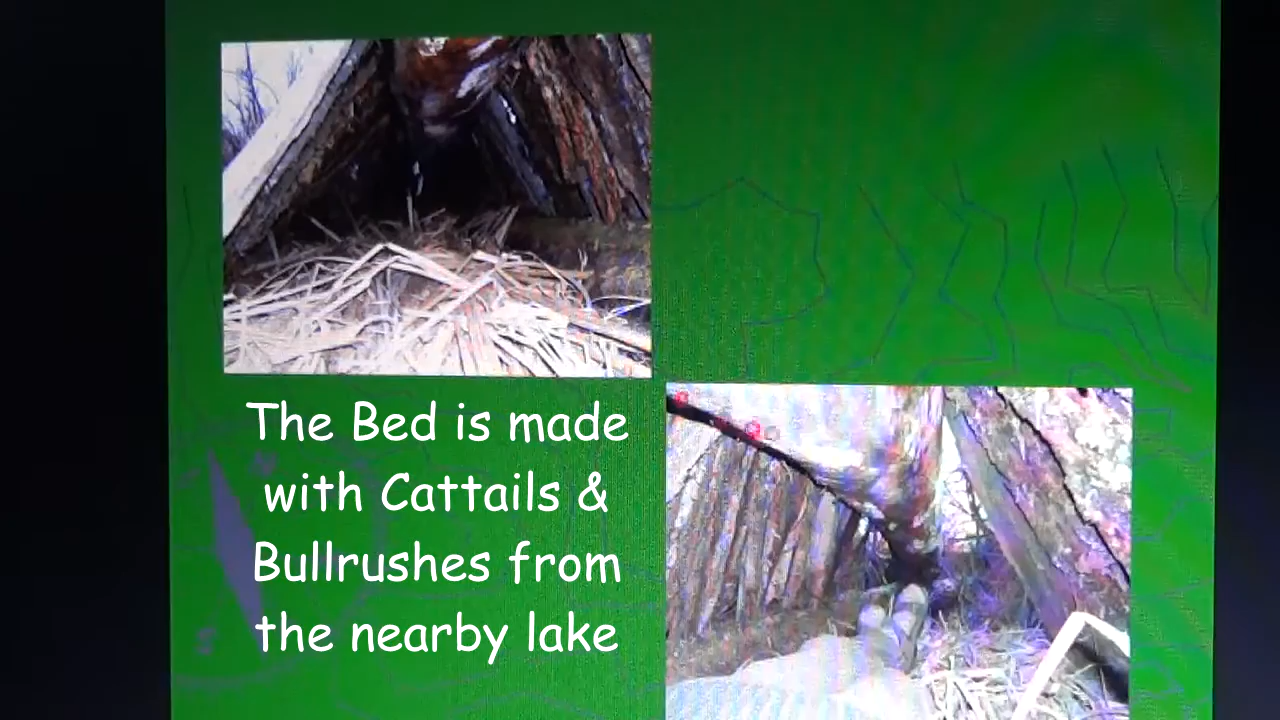 The Bed is made
with Cattails &
Bullrushes from
the nearby lake